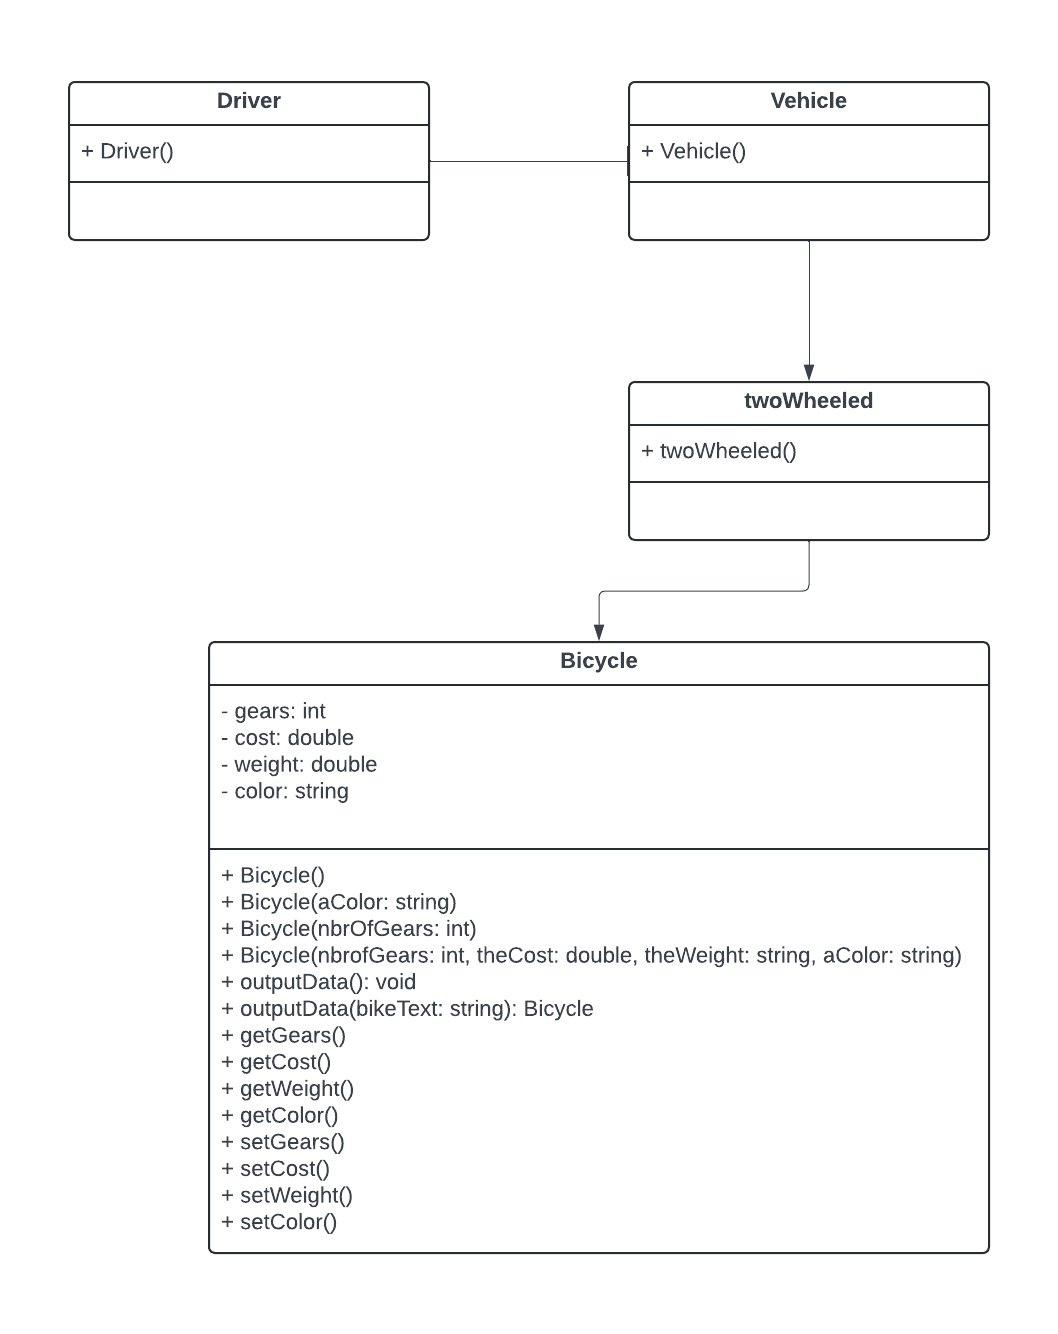 Driver
+ Driver()
Vehicle
+ Vehicle()
twoWheeled
+ twoWheeled()
Bicycle
- gears: int
- cost: double
- weight: double
- color: string
+ Bicycle()
+ Bicycle(aColor: string)
+ Bicycle(nbrOfGears: int)
+ Bicycle(nbrofGears: int, theCost: double, theWeight: string, aColor: string)
+ outputData(): void
+ outputData(bikeText: string): Bicycle
+ getGears()
+ getCost()
+ getWeight()
+ getColor()
+ setGears()
+ setCost()
+ setWeight()
+ setColor()